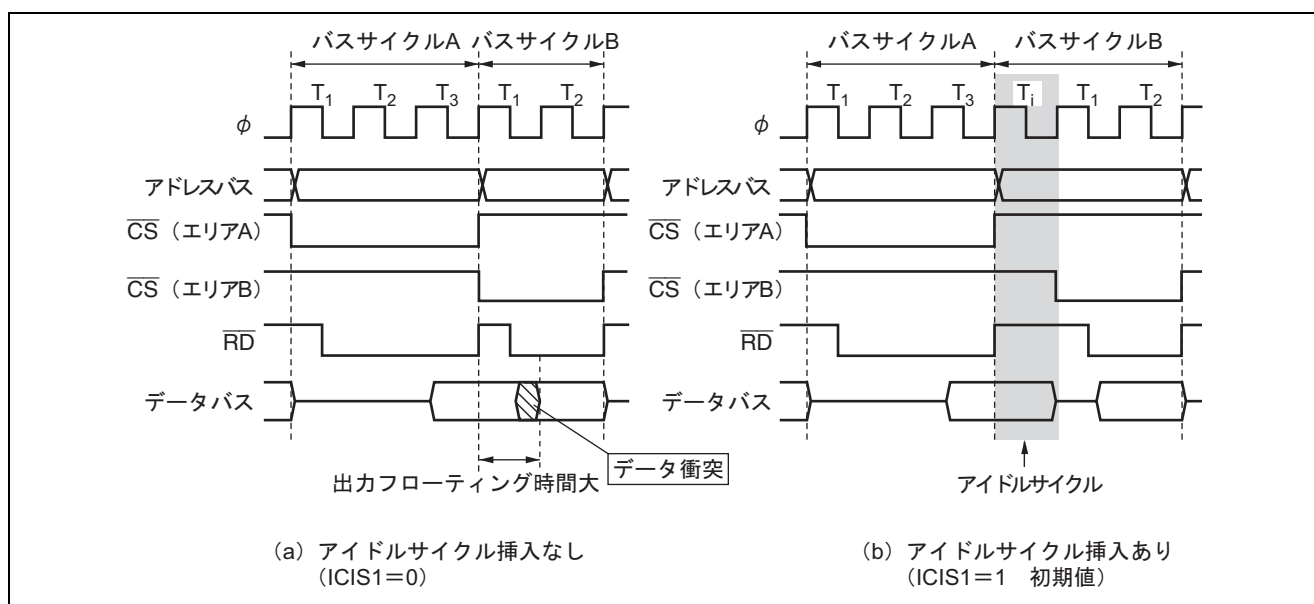 バスサイクルA バスサイクルB
T1 T2 T3 T1 T2
φ
アドレスバス
CS（エリアA）
CS（エリアB）
RD
データバス
データ衝突
出力フローティング時間大
(a) アイドルサイクル挿入なし
(ICIS1＝0)
バスサイクルA バスサイクルB
T1 T2 T3 Ti T1 T2
φ
アドレスバス
CS（エリアA）
CS（エリアB）
RD
データバス
アイドルサイクル
(b) アイドルサイクル挿入あり
(ICIS1＝1　初期値)